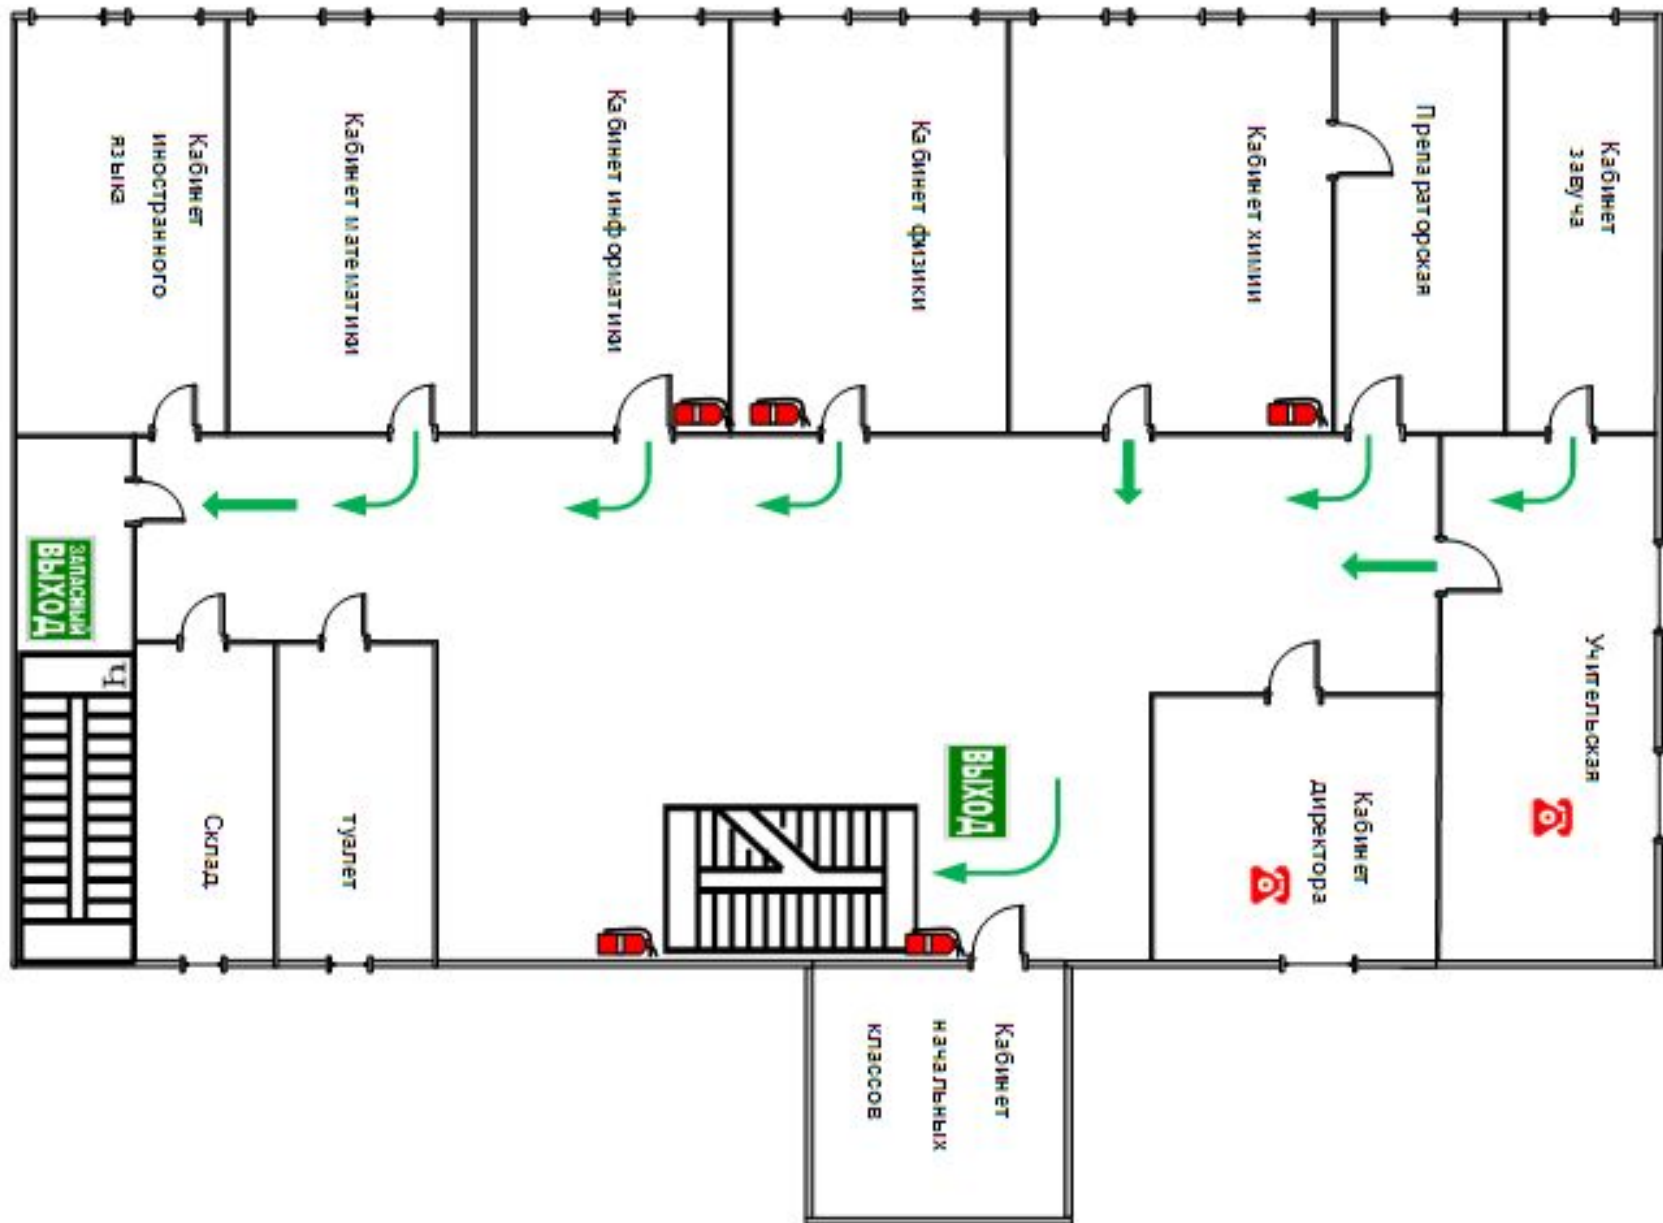 Кабинет
иностранного
языка
Кабинет математики
Кабинет информатики
Кабинет физики
Кабинет химии
Препараторская
Кабинет
завуча
ЗАПАСНЫЙ
ВЫХОД
Учительская
ВЫХОД
Кабинет
директора
Склад
туалет
Кабинет
начальных
классов